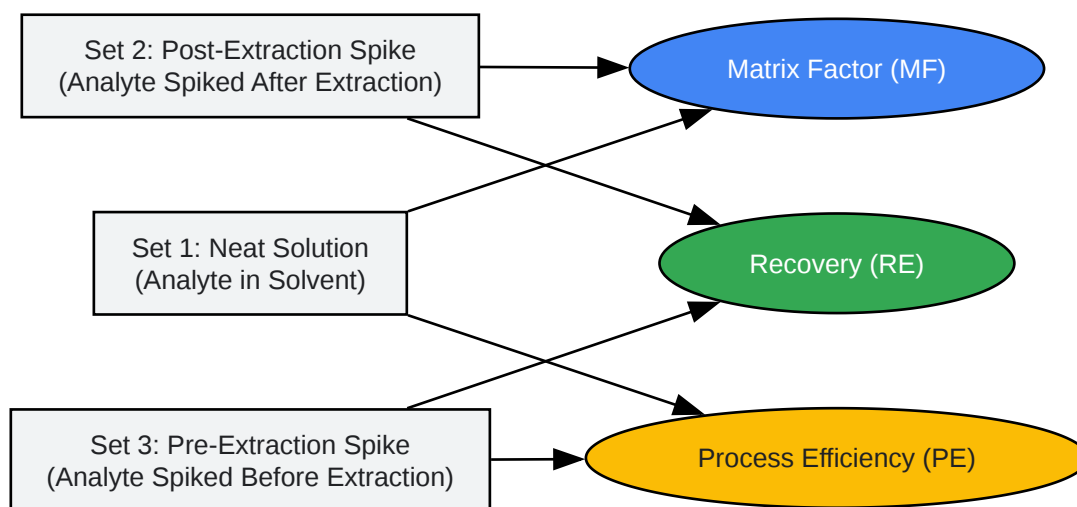 Set 2: Post-Extraction Spike
(Analyte Spiked After Extraction)
Matrix Factor (MF)
Set 1: Neat Solution
(Analyte in Solvent)
Recovery (RE)
Set 3: Pre-Extraction Spike
(Analyte Spiked Before Extraction)
Process Efficiency (PE)